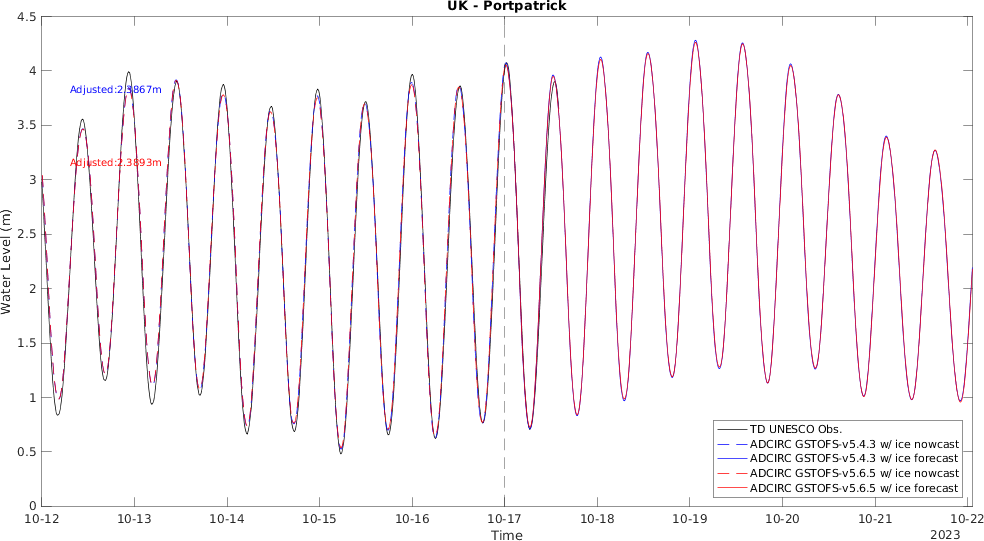 UK - Portpatrick
4.5
4
3.5
3
2.5
2
1.5
1
0.5
0
Water Level (m)
Adjusted:2.3867m
Adjusted:2.3893m
TD UNESCO Obs.
ADCIRC GSTOFS-v5.4.3 w/ ice nowcast
ADCIRC GSTOFS-v5.4.3 w/ ice forecast
ADCIRC GSTOFS-v5.6.5 w/ ice nowcast
ADCIRC GSTOFS-v5.6.5 w/ ice forecast
10-12 10-13 10-14 10-15 10-16 10-17 10-18 10-19 10-20 10-21 10-22
Time
2023